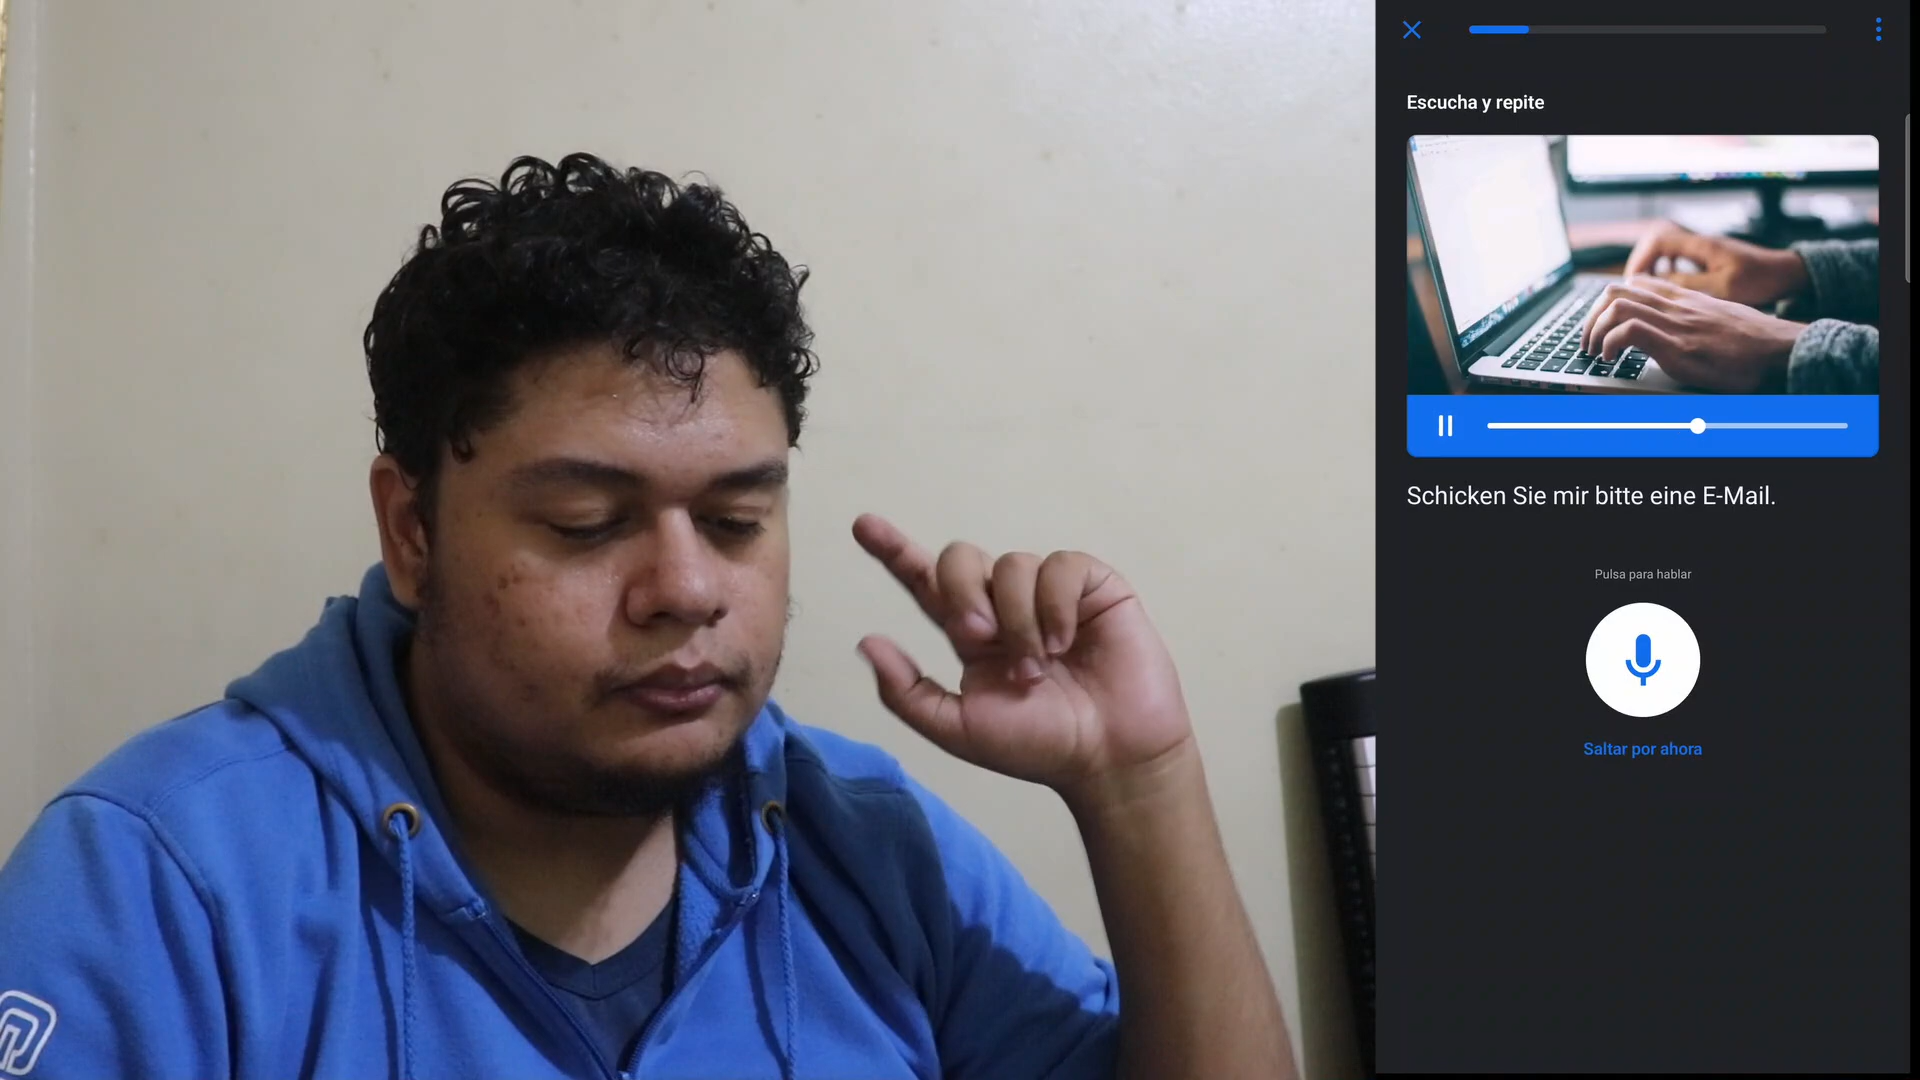 Escucha y repite
Schicken Sie mir bitte eine E-Mail.
Pulsa para hablar
Saltar por ahora